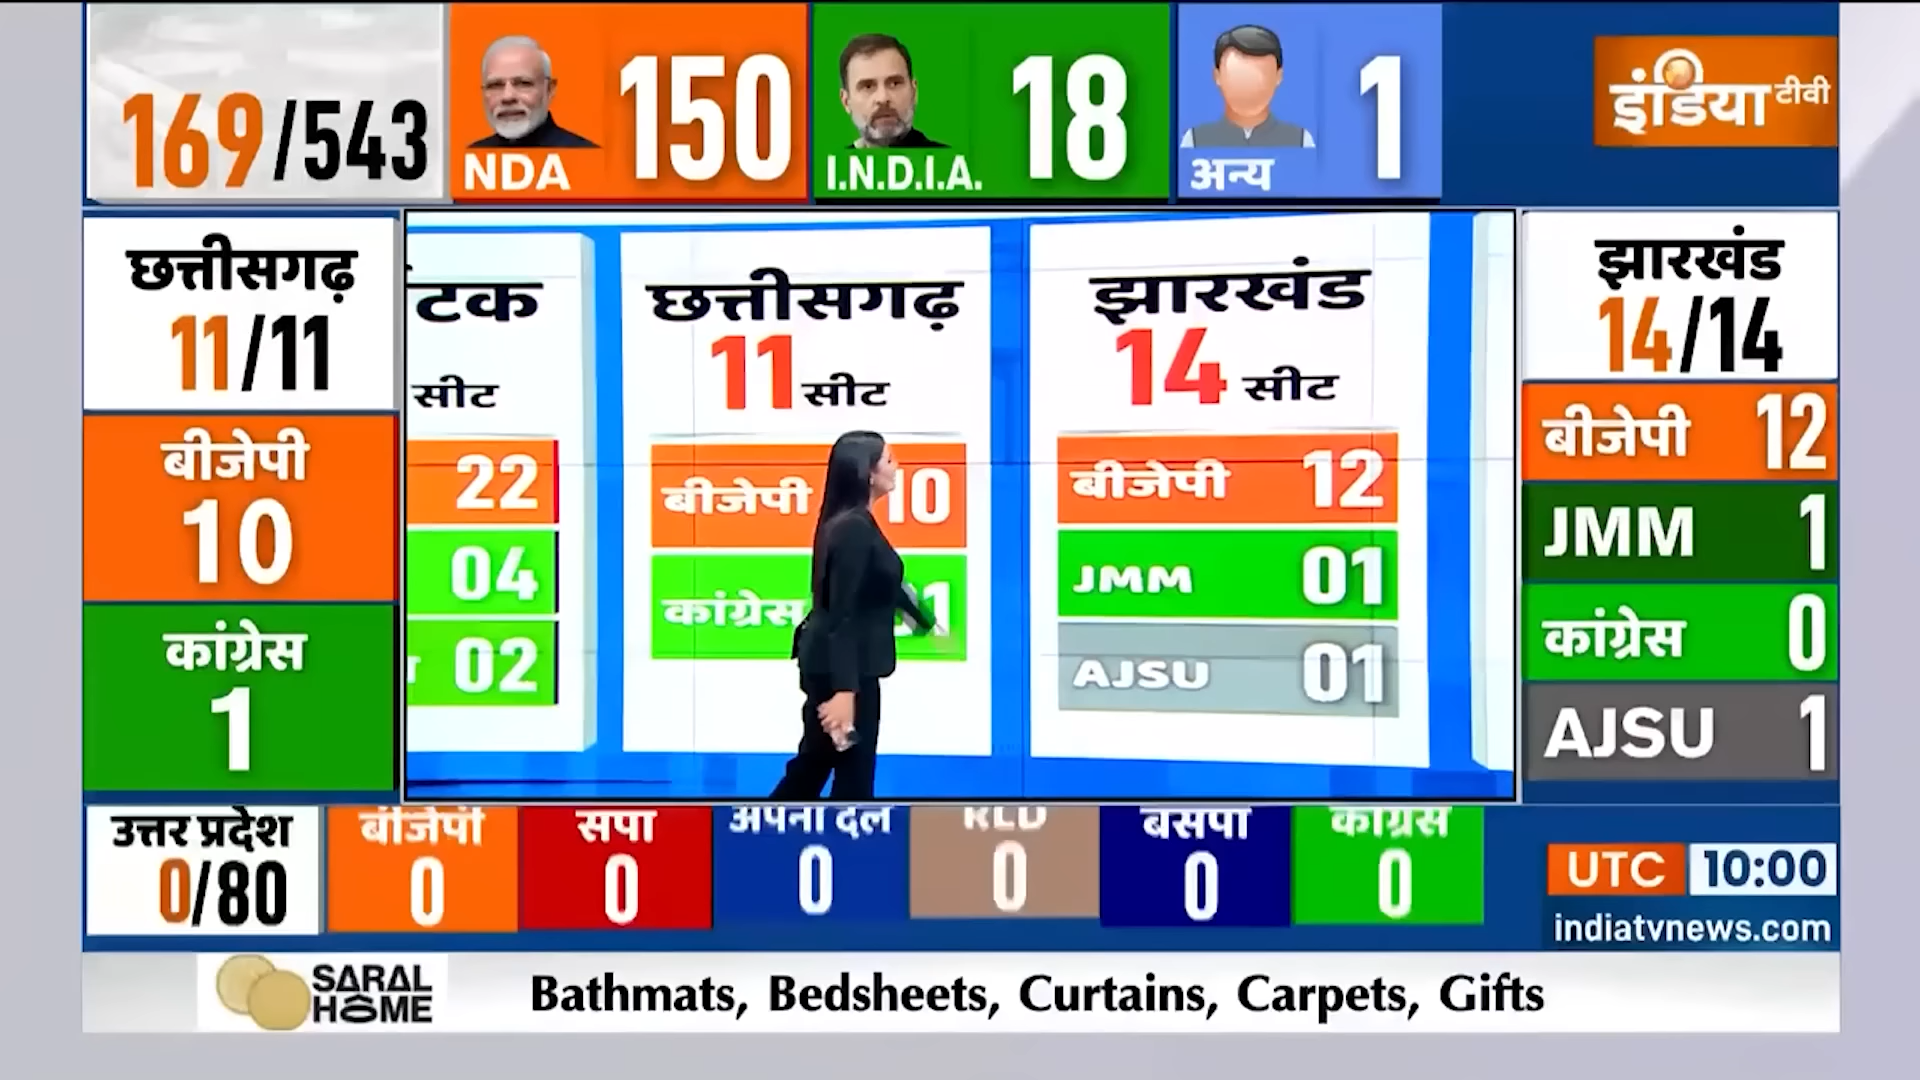 169/543
NDA 150
I.N.D.I.A. 18
अन्य 1
इंडिया टीवी
छत्तीसगढ़
11/11
बीजेपी
10
कांग्रेस
1
टक
सीट
22
04
02
छत्तीसगढ़
11 सीट
बीजेपी 10
कांग्रेस 1
झारखंड
14 सीट
बीजेपी 12
JMM 01
AJSU 01
झारखंड
14/14
बीजेपी 12
JMM 1
कांग्रेस 0
AJSU 1
उत्तर प्रदेश
0/80
बीजेपी 0
सपा 0
अपना दल 0
RLD 0
बसपा 0
कांग्रेस 0
UTC 10:00
indiatvnews.com
SARAL
HOME
Bathmats, Bedsheets, Curtains, Carpets, Gifts